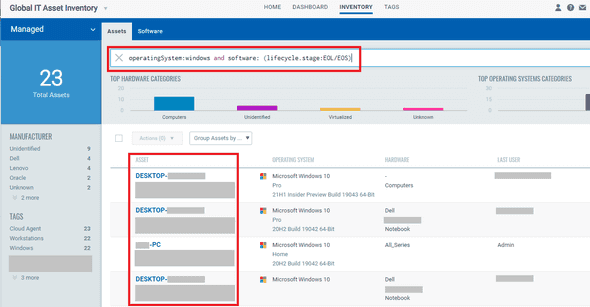 Global IT Asset Inventory
HOME DASHBOARD INVENTORY TAGS
Managed
Assets Software
operatingSystem:windows and software: (lifecycle.stage:EOL/EOS)
23
Total Assets
TOP HARDWARE CATEGORIES
TOP OPERATING SYSTEMS CATEGORIES
20
10
0
Computers Unidentified Virtualized Unknown
Actions (0) Group Assets by ...
MANUFACTURER
Unidentified 9
Dell 4
Lenovo 4
Oracle 2
Unknown 2
2 more
TAGS
Cloud Agent 23
Workstations 22
Windows 22
3 more
ASSET OPERATING SYSTEM HARDWARE LAST USER
DESKTOP- Microsoft Windows 10 -
Pro Computers
21H1 Insider Preview Build 19043 64-Bit
DESKTOP- Microsoft Windows 10 Dell
Pro
20H2 Build 19042 64-Bit Notebook
-PC Microsoft Windows 10 All_Series Admin
Home
20H2 Build 19042 64-Bit
DESKTOP- Microsoft Windows 10 Dell
Notebook